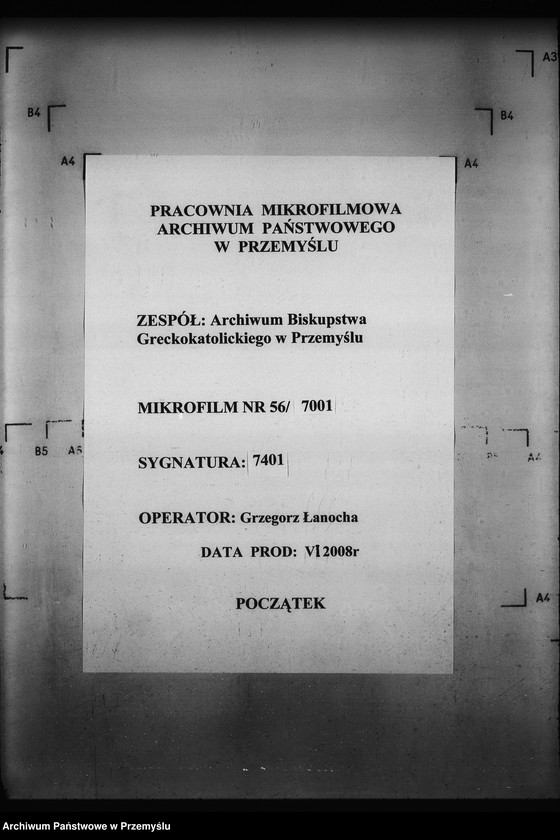 A3
B4
B4
A4
A4
PRACOWNIA MIKROFILMOWA
ARCHIWUM PAŃSTWOWEGO
W PRZEMYŚLU
ZESPÓŁ: Archiwum Biskupstwa
Greckokatolickiego w Przemyślu
MIKROFILM NR 56/ 7001
B5 A5
A4
SYGNATURA: 7401
OPERATOR: Grzegorz Łanocha
DATA PROD: VI 2008r
A4
POCZĄTEK
Archiwum Państwowe w Przemyślu